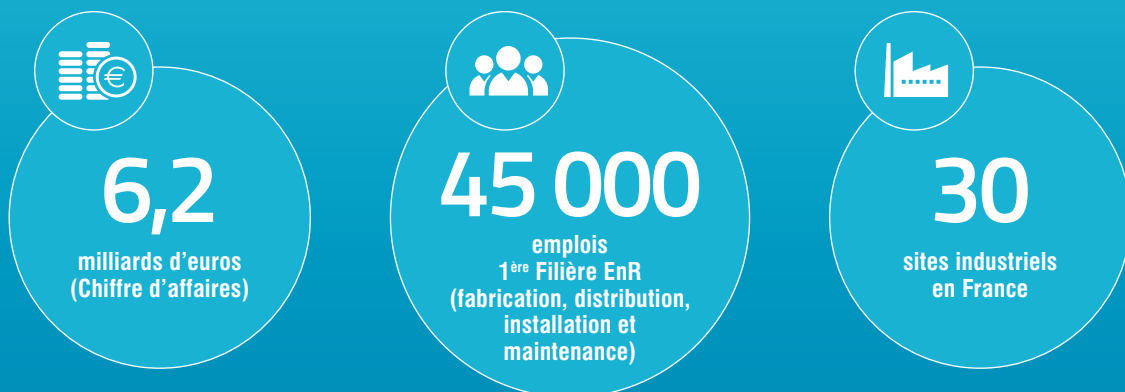 €
6,2
milliards d’euros
(Chiffre d’affaires)
45 000
emplois
1ère Filière EnR
(fabrication, distribution,
installation et
maintenance)
30
sites industriels
en France